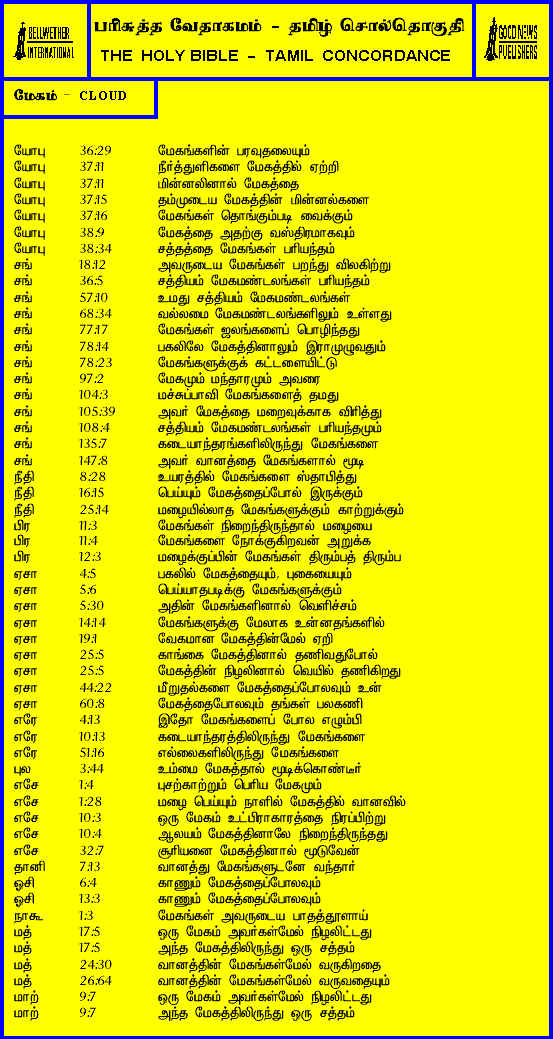 BELLWETHER
INTERNATIONAL
பரிசுத்த வேதாகமம் - தமிழ் சொல்தொகுதி
THE HOLY BIBLE - TAMIL CONCORDANCE
GOOD NEWS
PUBLISHERS
மேகம் - CLOUD
யோபு 36:29 மேகங்களின் பரவுதலையும்
யோபு 37:11 நீர்த்துளிகளை மேகத்தில் ஏற்றி
யோபு 37:11 மின்னலினால் மேகத்தை
யோபு 37:15 தம்முடைய மேகத்தின் மின்னல்களை
யோபு 37:16 மேகங்கள் தொங்கும்படி வைக்கும்
யோபு 38:9 மேகத்தை அதற்கு வஸ்திரமாகவும்
யோபு 38:34 சத்தத்தை மேகங்கள் பரியந்தம்
சங் 18:12 அவருடைய மேகங்கள் பறந்து விலகிற்று
சங் 36:5 சத்தியம் மேகமண்டலங்கள் பரியந்தம்
சங் 57:10 உமது சத்தியம் மேகமண்டலங்கள்
சங் 68:34 வல்லமை மேகமண்டலங்களிலும் உள்ளது
சங் 77:17 மேகங்கள் ஜலங்களைப் பொழிந்தது
சங் 78:14 பகலிலே மேகத்தினாலும் இராமுழுவதும்
சங் 78:23 மேகங்களுக்குக் கட்டளையிட்டு
சங் 97:2 மேகமும் மந்தாரமும் அவரை
சங் 104:3 மச்சுப்பாவி மேகங்களைத் தமது
சங் 105:39 அவர் மேகத்தை மறைவுக்காக விரித்து
சங் 108:4 சத்தியம் மேகமண்டலங்கள் பரியந்தமும்
சங் 135:7 கடையாந்தரங்களிலிருந்து மேகங்களை
சங் 147:8 அவர் வானத்தை மேகங்களால் மூடி
நீதி 8:28 உயரத்தில் மேகங்களை ஸ்தாபித்து
நீதி 16:15 பெய்யும் மேகத்தைப்போல் இருக்கும்
நீதி 25:14 மழையில்லாத மேகங்களுக்கும் காற்றுக்கும்
பிர 11:3 மேகங்கள் நிறைந்திருந்தால் மழையை
பிர 11:4 மேகங்களை நோக்குகிறவன் அறுக்க
பிர 12:3 மழைக்குப்பின் மேகங்கள் திரும்பத் திரும்ப
ஏசா 4:5 பகலில் மேகத்தையும், புகையையும்
ஏசா 5:6 பெய்யாதபடிக்கு மேகங்களுக்கும்
ஏசா 5:30 அதின் மேகங்களினால் வெளிச்சம்
ஏசா 14:14 மேகங்களுக்கு மேலாக உன்னதங்களில்
ஏசா 19:1 வேகமான மேகத்தின்மேல் ஏறி
ஏசா 25:5 காங்கை மேகத்தினால் தணிவதுபோல்
ஏசா 25:5 மேகத்தின் நிழலினால் வெயில் தணிகிறது
ஏசா 44:22 மீறுதல்களை மேகத்தைப்போலவும் உன்
ஏசா 60:8 மேகத்தைபோலவும் தங்கள் பலகணி
எரே 4:13 இதோ மேகங்களைப் போல எழும்பி
எரே 10:13 கடையாந்தரத்திலிருந்து மேகங்களை
எரே 51:16 எல்லைகளிலிருந்து மேகங்களை
புல 3:44 உம்மை மேகத்தால் மூடிக்கொண்டீர்
எசே 1:4 புசற்காற்றும் பெரிய மேகமும்
எசே 1:28 மழை பெய்யும் நாளில் மேகத்தில் வானவில்
எசே 10:3 ஒரு மேகம் உட்பிராகாரத்தை நிரப்பிற்று
எசே 10:4 ஆலயம் மேகத்தினாலே நிறைந்திருந்தது
எசே 32:7 சூரியனை மேகத்தினால் மூடுவேன்
தானி 7:13 வானத்து மேகங்களுடனே வந்தார்
ஓசி 6:4 காணும் மேகத்தைப்போலவும்
ஓசி 13:3 காணும் மேகத்தைப்போலவும்
நாகூ 1:3 மேகங்கள் அவருடைய பாதத்தூளாய்
மத் 17:5 ஒரு மேகம் அவர்கள்மேல் நிழலிட்டது
மத் 17:5 அந்த மேகத்திலிருந்து ஒரு சத்தம்
மத் 24:30 வானத்தின் மேகங்கள்மேல் வருகிறதை
மத் 26:64 வானத்தின் மேகங்கள்மேல் வருவதையும்
மாற் 9:7 ஒரு மேகம் அவர்கள்மேல் நிழலிட்டது
மாற் 9:7 அந்த மேகத்திலிருந்து ஒரு சத்தம்